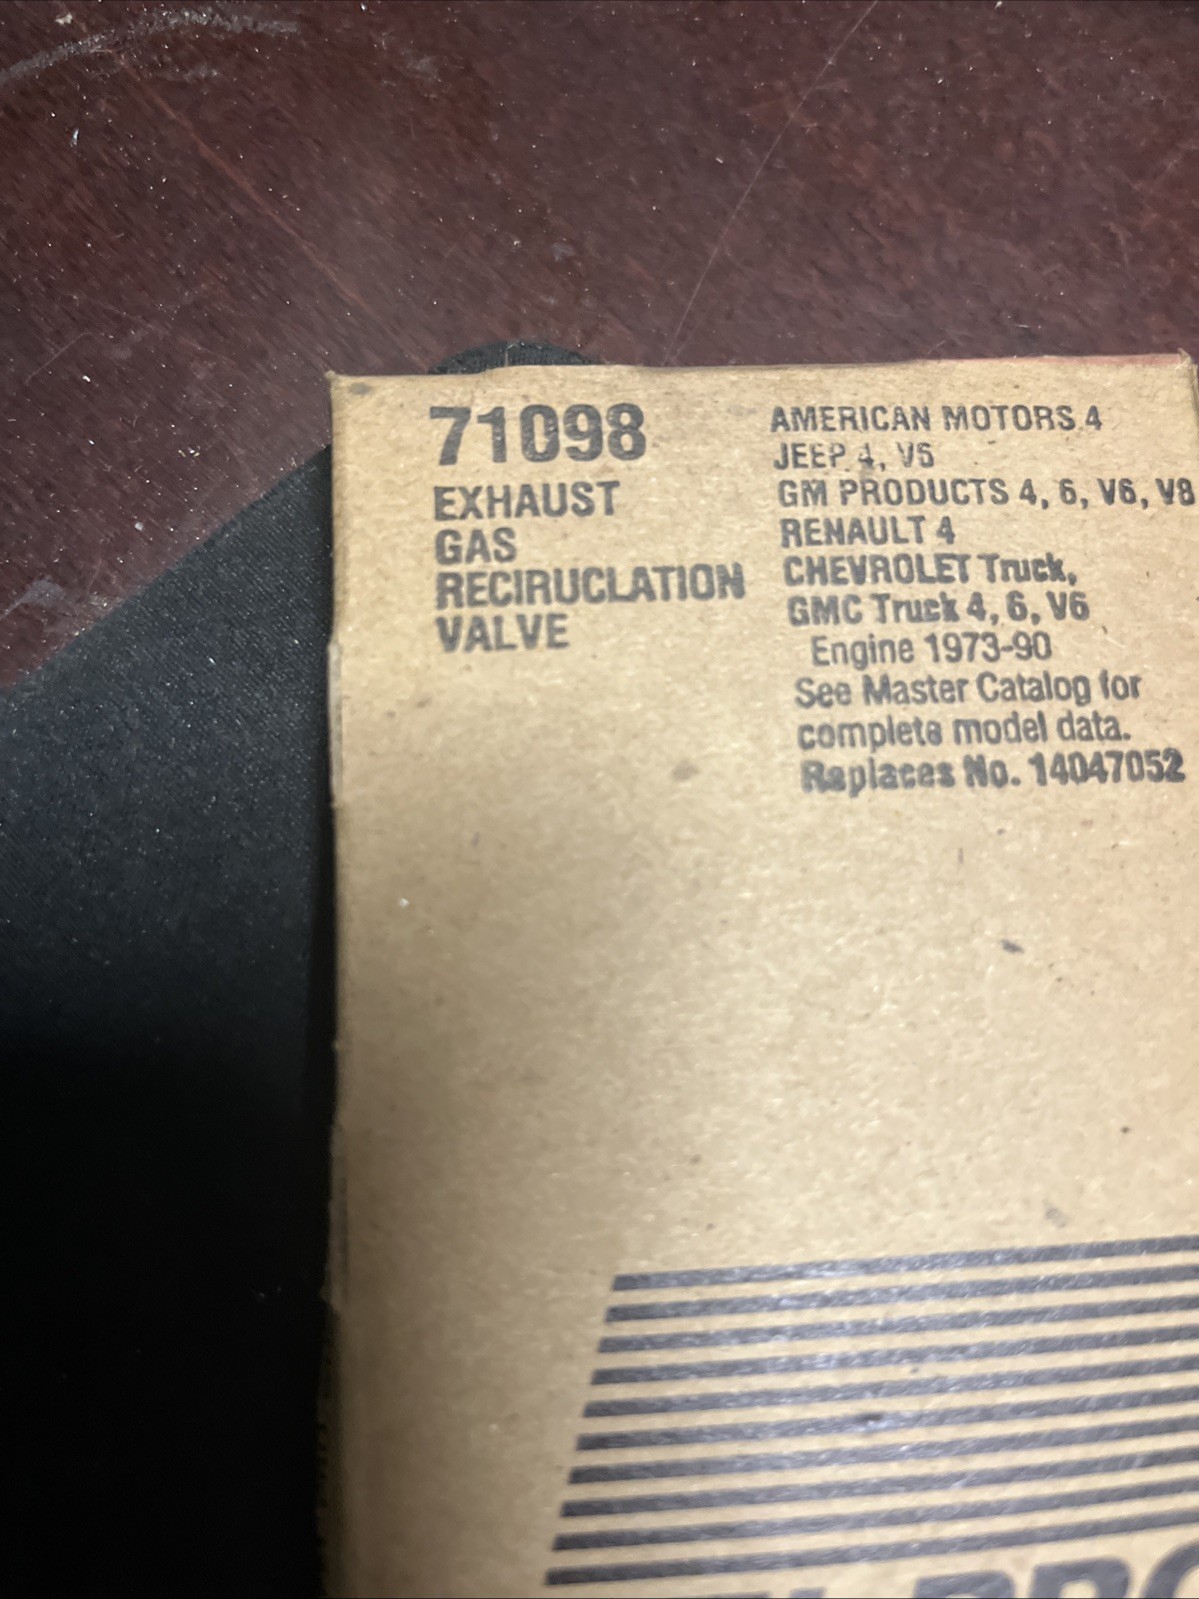 71098
EXHAUST
GAS
RECIRUCLATION
VALVE
AMERICAN MOTORS 4
JEEP 4, V6
GM PRODUCTS 4, 6, V6, V8
RENAULT 4
CHEVROLET Truck,
GMC Truck 4, 6, V6
Engine 1973-90
See Master Catalog for
complete model data.
Replaces No. 14047052